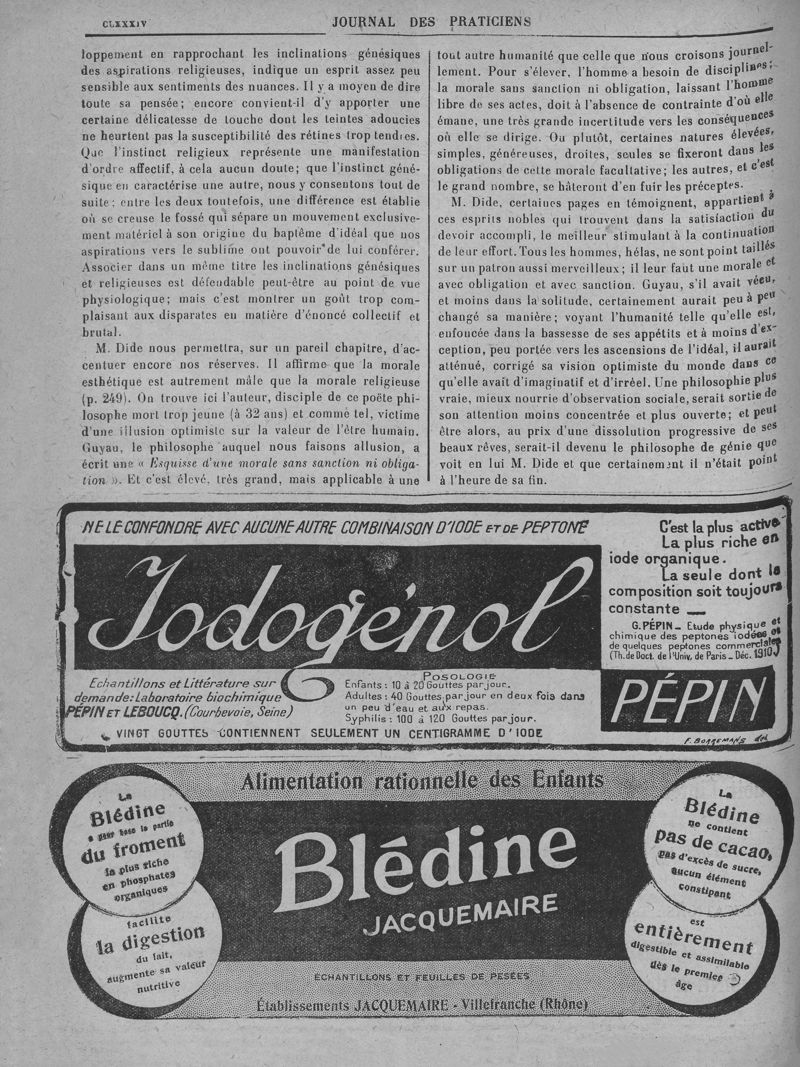 CLXXXIV
JOURNAL DES PRATICIENS
loppement en rapprochant les inclinations génésiques
des aspirations religieuses, indique un esprit assez peu
sensible aux sentiments des nuances. Il y a moyen de dire
toute sa pensée; encore convient-il d'y apporter une
certaine délicatesse de touche dont les teintes adoucies
ne heurtent pas la susceptibilité des rétines trop tendres.
Que l'instinct religieux représente une manifestation
d'ordre affectif, à cela aucun doute; que l'instinct géné-
sique en caractérise une autre, nous y consentons tout de
suite; entre les deux toutefois, une différence est établie
où se creuse le fossé qui sépare un mouvement exclusive-
ment matériel à son origine du baptême d'idéal que nos
aspirations vers le sublime ont pouvoir de lui conférer.
Associer dans un même titre les inclinations génésiques
et religieuses est défendable peut-être au point de vue
physiologique; mais c'est montrer un goût trop com-
plaisant aux disparates en matière d'énoncé collectif et
brutal.
M. Dide nous permettra, sur un pareil chapitre, d'ac-
centuer encore nos réserves. Il affirme que la morale
esthétique est autrement mâle que la morale religieuse
(p. 249). On trouve ici l'auteur, disciple de ce poète phi-
losophe mort trop jeune (à 32 ans) et comme tel, victime
d'une illusion optimiste sur la valeur de l'être humain.
Guyau, le philosophe auquel nous faisons allusion, a
écrit une « Esquisse d'une morale sans sanction ni obliga-
tion ». Et c'est élevé, très grand, mais applicable à une
tout autre humanité que celle que nous croisons journel-
lement. Pour s'élever, l'homme a besoin de disciplines;
la morale sans sanction ni obligation, laissant l'homme
libre de ses actes, doit à l'absence de contrainte d'où elle
émane, une très grande incertitude vers les conséquences
où elle se dirige. Ou plutôt, certaines natures élevées,
simples, généreuses, droites, seules se fixeront dans les
obligations de cette morale facultative; les autres, et c'est
le grand nombre, se hâteront d'en fuir les préceptes.
M. Dide, certaines pages en témoignent, appartient à
ces esprits nobles qui trouvent dans la satisfaction du
devoir accompli, le meilleur stimulant à la continuation
de leur effort. Tous les hommes, hélas, ne sont point taillés
sur un patron aussi merveilleux; il leur faut une morale et
avec obligation et avec sanction. Guyau, s'il avait vécu,
et moins dans la solitude, certainement aurait peu à peu
changé sa manière; voyant l'humanité telle qu'elle est,
enfoncée dans la bassesse de ses appétits et à moins d'ex-
ception, peu portée vers les ascensions de l'idéal, il aurait
atténué, corrigé sa vision optimiste du monde dans ce
qu'elle avait d'imaginatif et d'irréel. Une philosophie plus
vraie, mieux nourrie d'observation sociale, serait sortie de
son attention moins concentrée et plus ouverte; et peut
être alors, au prix d'une dissolution progressive de ses
beaux rêves, serait-il devenu le philosophe de génie que
voit en lui M. Dide et que certainement il n'était point
à l'heure de sa fin.
NE LE CONFONDRE AVEC AUCUNE AUTRE COMBINAISON D'IODE ET DE PEPTONE
Iodogénol
C'est la plus active
La plus riche en
iode organique.
La seule dont la
composition soit toujours
constante —
G. PÉPIN _ Etude physique et
chimique des peptones iodées et
de quelques peptones commerciales
(Th. de Doct. de l'Univ. de Paris _ Déc. 1910)
PÉPIN
Echantillons et Littérature sur
demande: Laboratoire biochimique
PÉPIN ET LEBOUCQ. (Courbevoie, Seine)
POSOLOGIE
Enfants: 10 à 20 Gouttes par jour.
Adultes: 40 Gouttes par jour en deux fois dans
un peu d'eau et aux repas.
Syphilis: 100 à 120 Gouttes par jour.
VINGT GOUTTES CONTIENNENT SEULEMENT UN CENTIGRAMME D'IODE
F. BORREMANS del
Alimentation rationnelle des Enfants
La
Blédine
a pour base la partie
du froment
la plus riche
en phosphates
organiques
facilite
la digestion
du lait,
augmente sa valeur
nutritive
Blédine
JACQUEMAIRE
La
Blédine
ne contient
pas de cacao,
pas d'excès de sucre,
aucun élément
constipant
est
entièrement
digestible et assimilable
dès le premier
âge
ÉCHANTILLONS ET FEUILLES DE PESÉES
Établissements JACQUEMAIRE - Villefranche (Rhône)